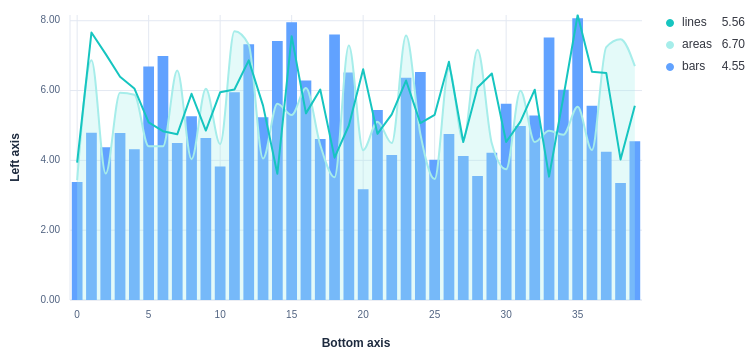 8.00
6.00
4.00
2.00
0.00
Left axis
0 5 10 15 20 25 30 35
Bottom axis
lines 5.56
areas 6.70
bars 4.55